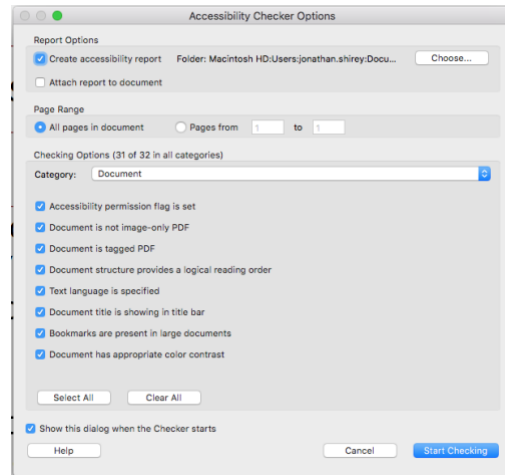 Accessibility Checker Options
Report Options
Create accessibility report Folder: Macintosh HD:Users:jonathan.shirey:Docu... Choose...
Attach report to document
Page Range
All pages in document Pages from 1 to 1
Checking Options (31 of 32 in all categories)
Category: Document
Accessibility permission flag is set
Document is not image-only PDF
Document is tagged PDF
Document structure provides a logical reading order
Text language is specified
Document title is showing in title bar
Bookmarks are present in large documents
Document has appropriate color contrast
Select All Clear All
Show this dialog when the Checker starts
Help Cancel Start Checking